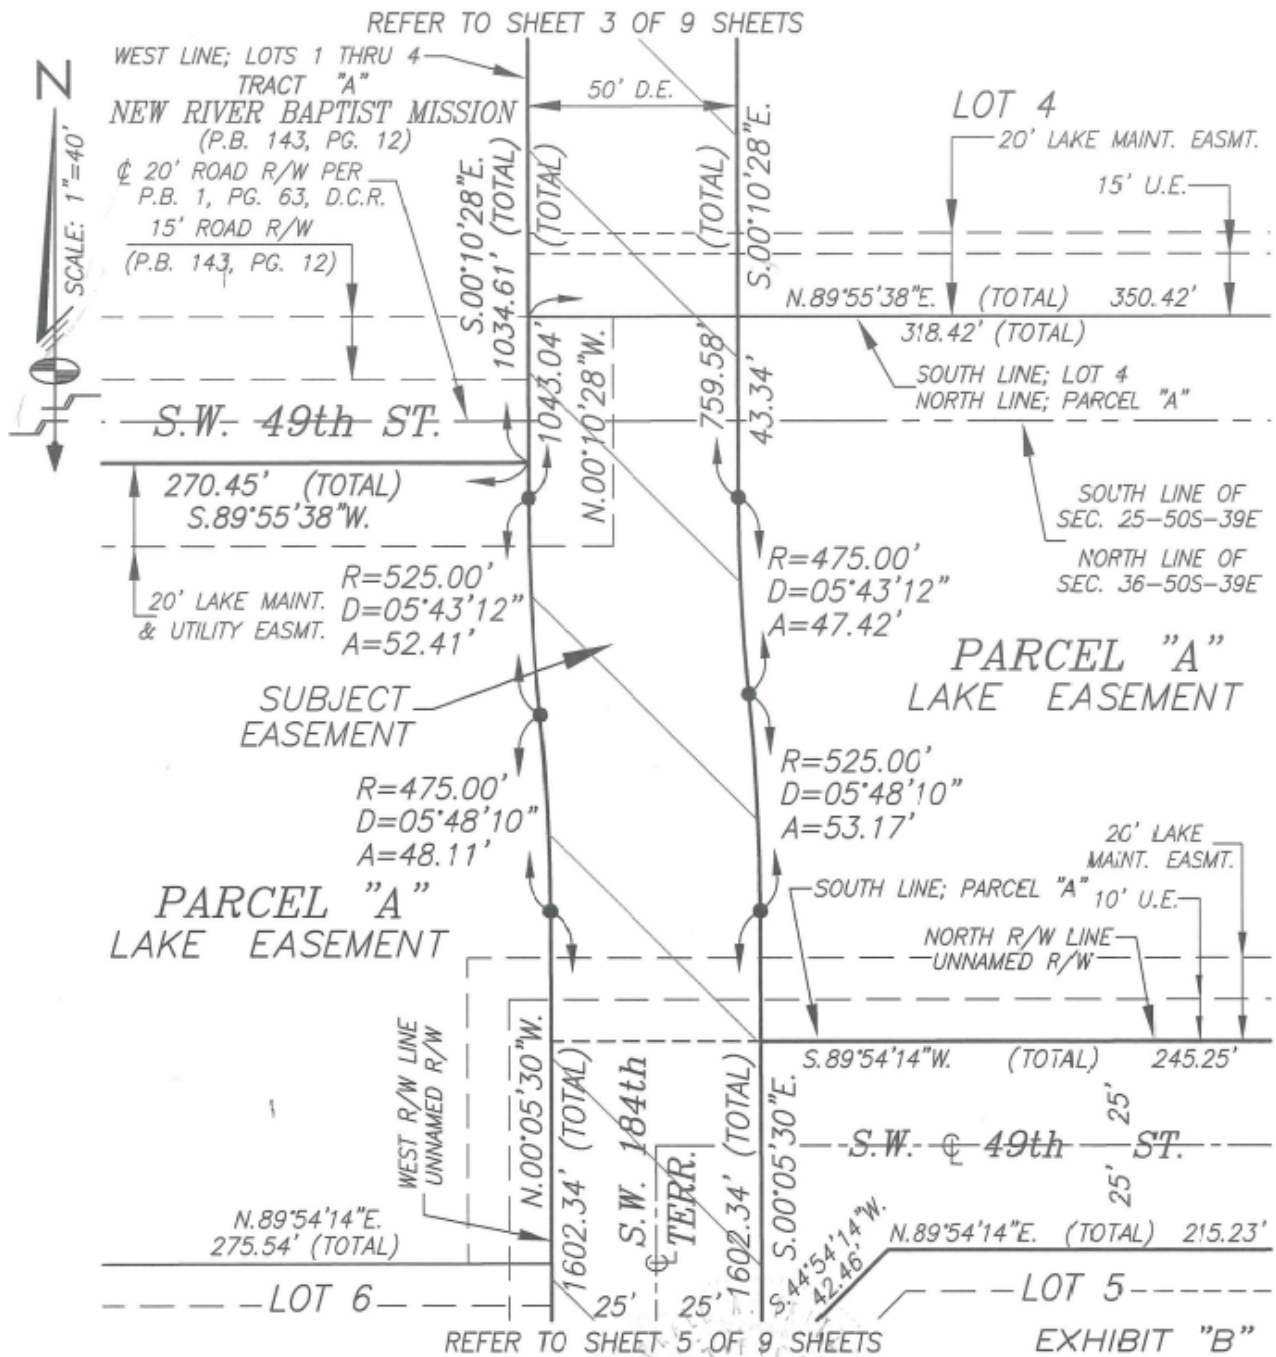 REFER TO SHEET 3 OF 9 SHEETS
WEST LINE; LOTS 1 THRU 4
TRACT "A"
NEW RIVER BAPTIST MISSION
(P.B. 143, PG. 12)
℄ 20' ROAD R/W PER
P.B. 1, PG. 63, D.C.R.
15' ROAD R/W
(P.B. 143, PG. 12)
N
SCALE: 1"=40'
50' D.E.
S.00°10'28"E.
1034.61' (TOTAL)
1043.04'
(TOTAL)
759.58'
(TOTAL)
S.00°10'28"E.
43.34'
LOT 4
20' LAKE MAINT. EASMT.
15' U.E.
N.89°55'38"E. (TOTAL) 350.42'
318.42' (TOTAL)
SOUTH LINE; LOT 4
NORTH LINE; PARCEL "A"
N.00°10'28"W.
S.W. 49th ST.
270.45' (TOTAL)
S.89°55'38"W.
SOUTH LINE OF
SEC. 25-50S-39E
NORTH LINE OF
SEC. 36-50S-39E
20' LAKE MAINT.
& UTILITY EASMT.
R=525.00'
D=05°43'12"
A=52.41'
R=475.00'
D=05°43'12"
A=47.42'
SUBJECT
EASEMENT
PARCEL "A"
LAKE EASEMENT
R=475.00'
D=05°48'10"
A=48.11'
R=525.00'
D=05°48'10"
A=53.17'
PARCEL "A"
LAKE EASEMENT
20' LAKE
MAINT. EASMT.
SOUTH LINE; PARCEL "A"
10' U.E.
NORTH R/W LINE
UNNAMED R/W
WEST R/W LINE
UNNAMED R/W
N.00°05'30"W.
1602.34' (TOTAL)
S.W. 184th
℄ TERR.
1602.34' (TOTAL)
S.00°05'30"E.
S.89°54'14"W. (TOTAL) 245.25'
25'
S.W. ℄ 49th ST.
25'
N.89°54'14"E.
275.54' (TOTAL)
S.44°54'14"W.
42.46'
N.89°54'14"E. (TOTAL) 215.23'
LOT 6
25'
25'
LOT 5
REFER TO SHEET 5 OF 9 SHEETS
EXHIBIT "B"